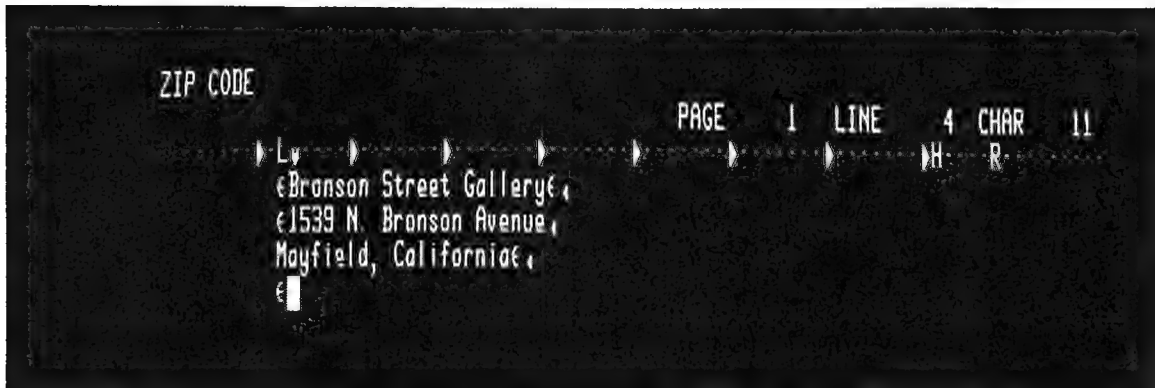 ZIP CODE
PAGE 1 LINE 4 CHAR 11
L H R
€Bronson Street Gallery€
€1539 N. Bronson Avenue
Mayfield, California€
€